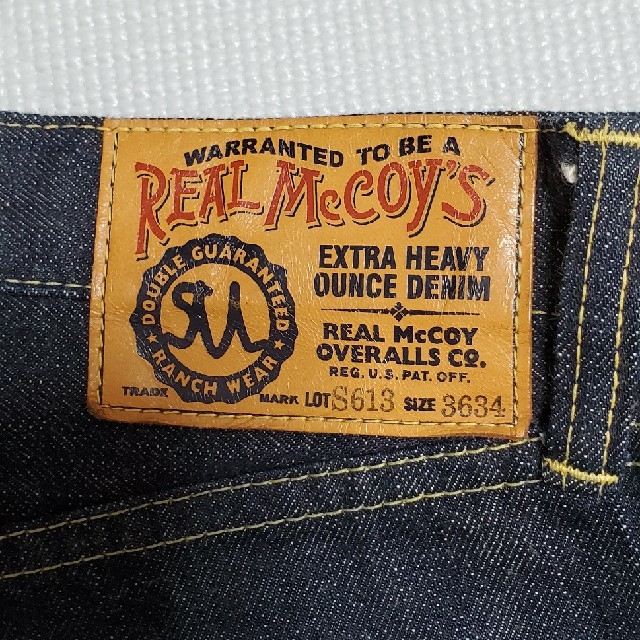 WARRANTED TO BE A
REAL McCOY'S
DOUBLE GUARANTEED
RANCH WEAR
EXTRA HEAVY
OUNCE DENIM
REAL McCOY
OVERALLS CO.
REG. U.S. PAT. OFF.
TRADE MARK LOT S613 SIZE 3634